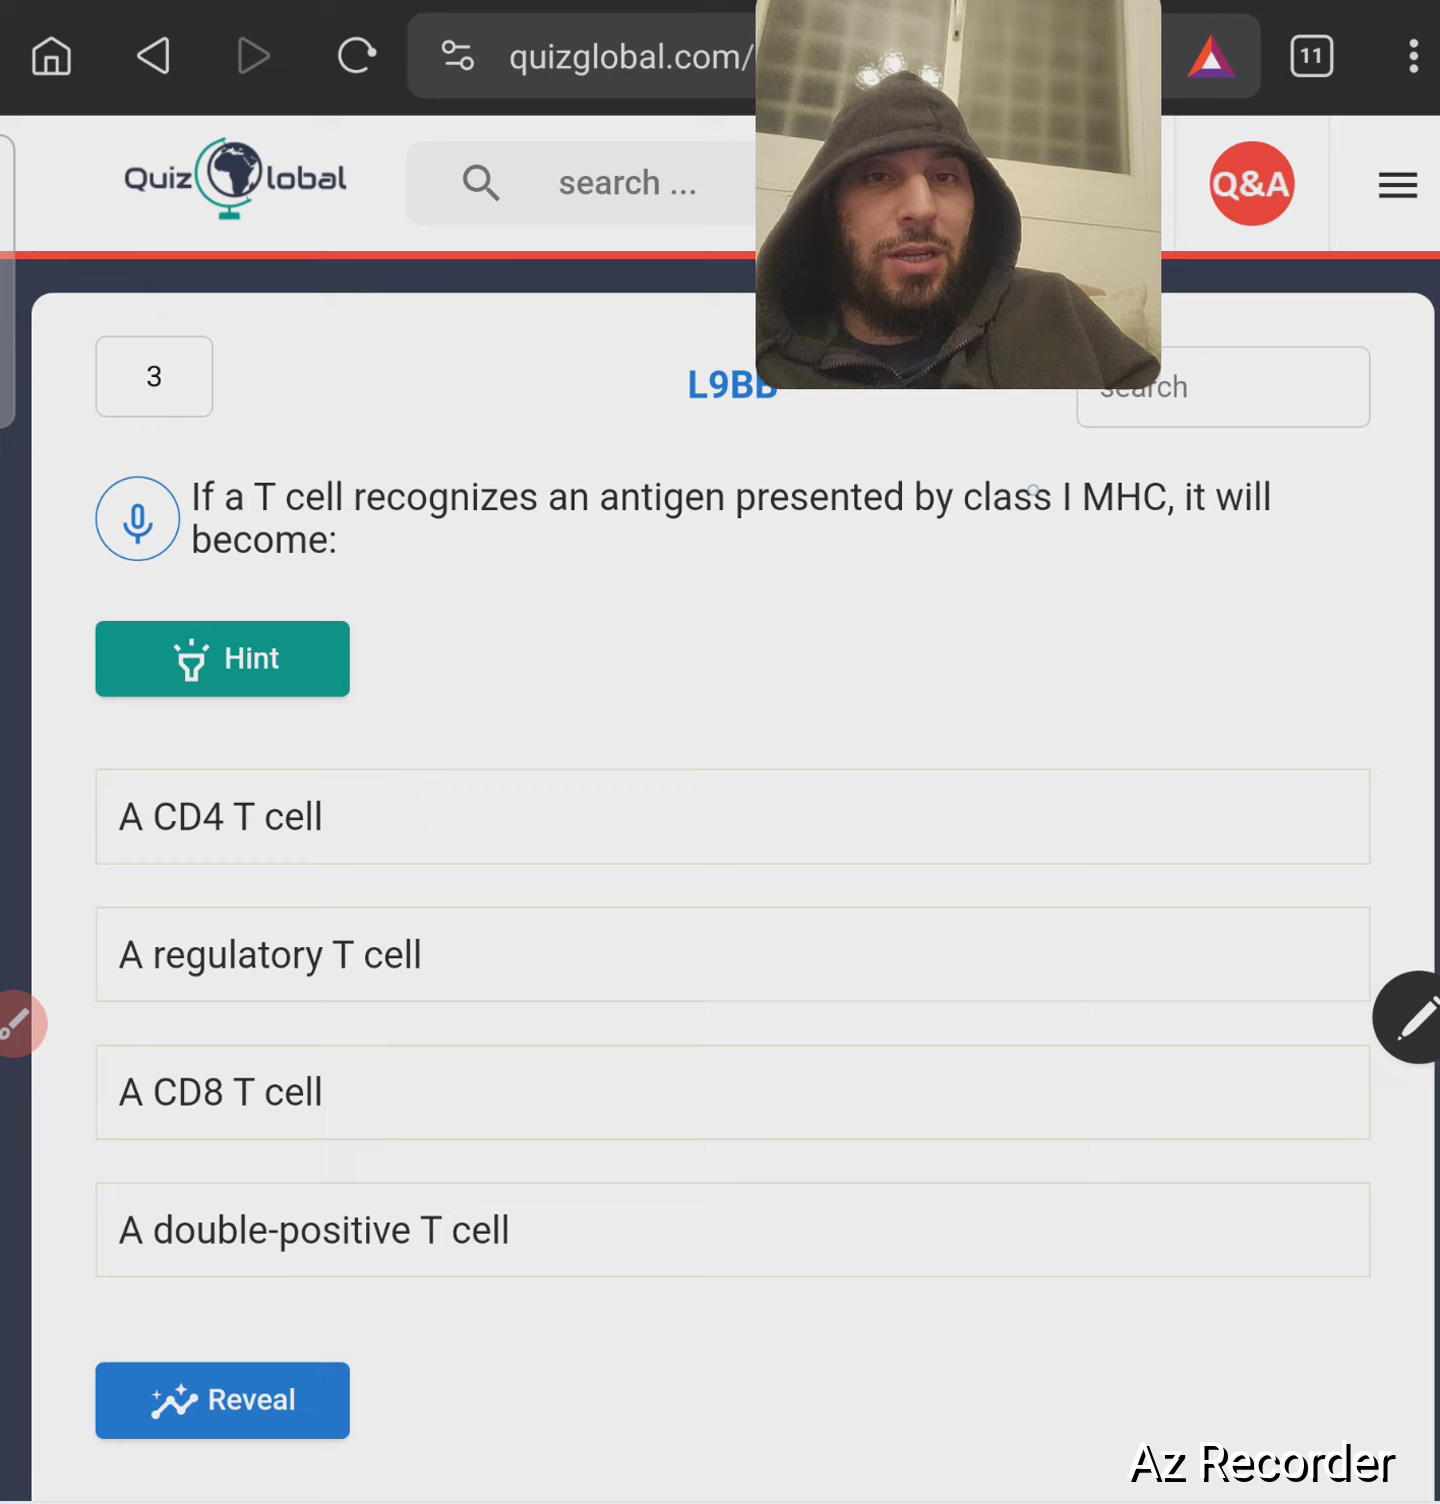 11
quizglobal.com/
Quiz lobal
search ...
Q&A
3
L9BB
search
If a T cell recognizes an antigen presented by class I MHC, it will
become:
Hint
A CD4 T cell
A regulatory T cell
A CD8 T cell
A double-positive T cell
Reveal
Az Recorder